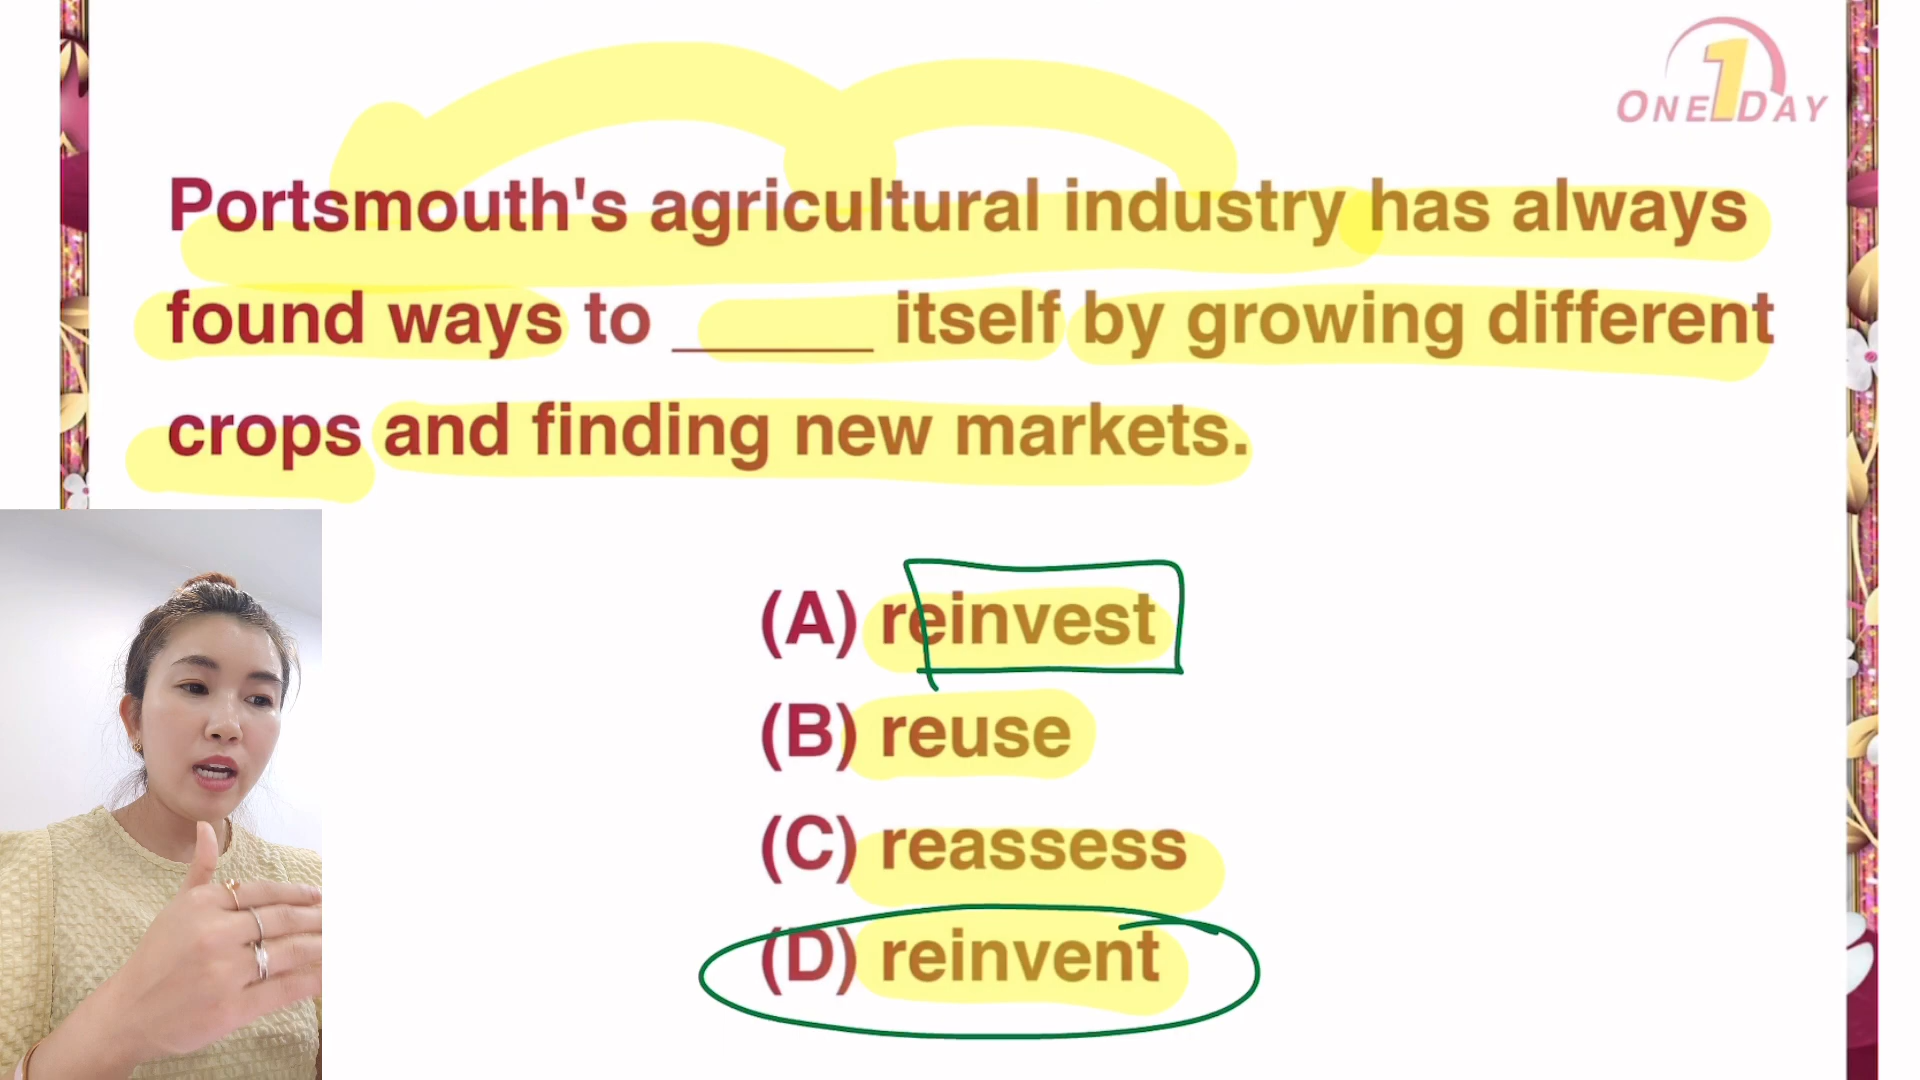 ONE 1 DAY
Portsmouth's agricultural industry has always
found ways to ______ itself by growing different
crops and finding new markets.
(A) reinvest
(B) reuse
(C) reassess
(D) reinvent